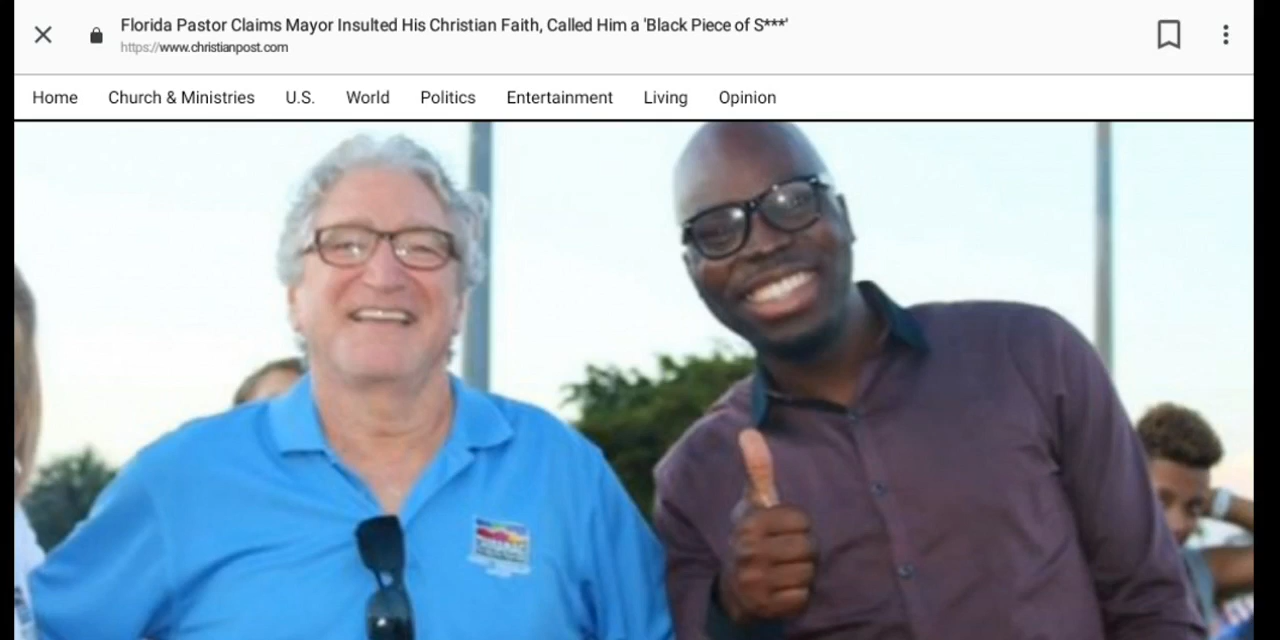 Florida Pastor Claims Mayor Insulted His Christian Faith, Called Him a 'Black Piece of S***'
https://www.christianpost.com
Home Church & Ministries U.S. World Politics Entertainment Living Opinion